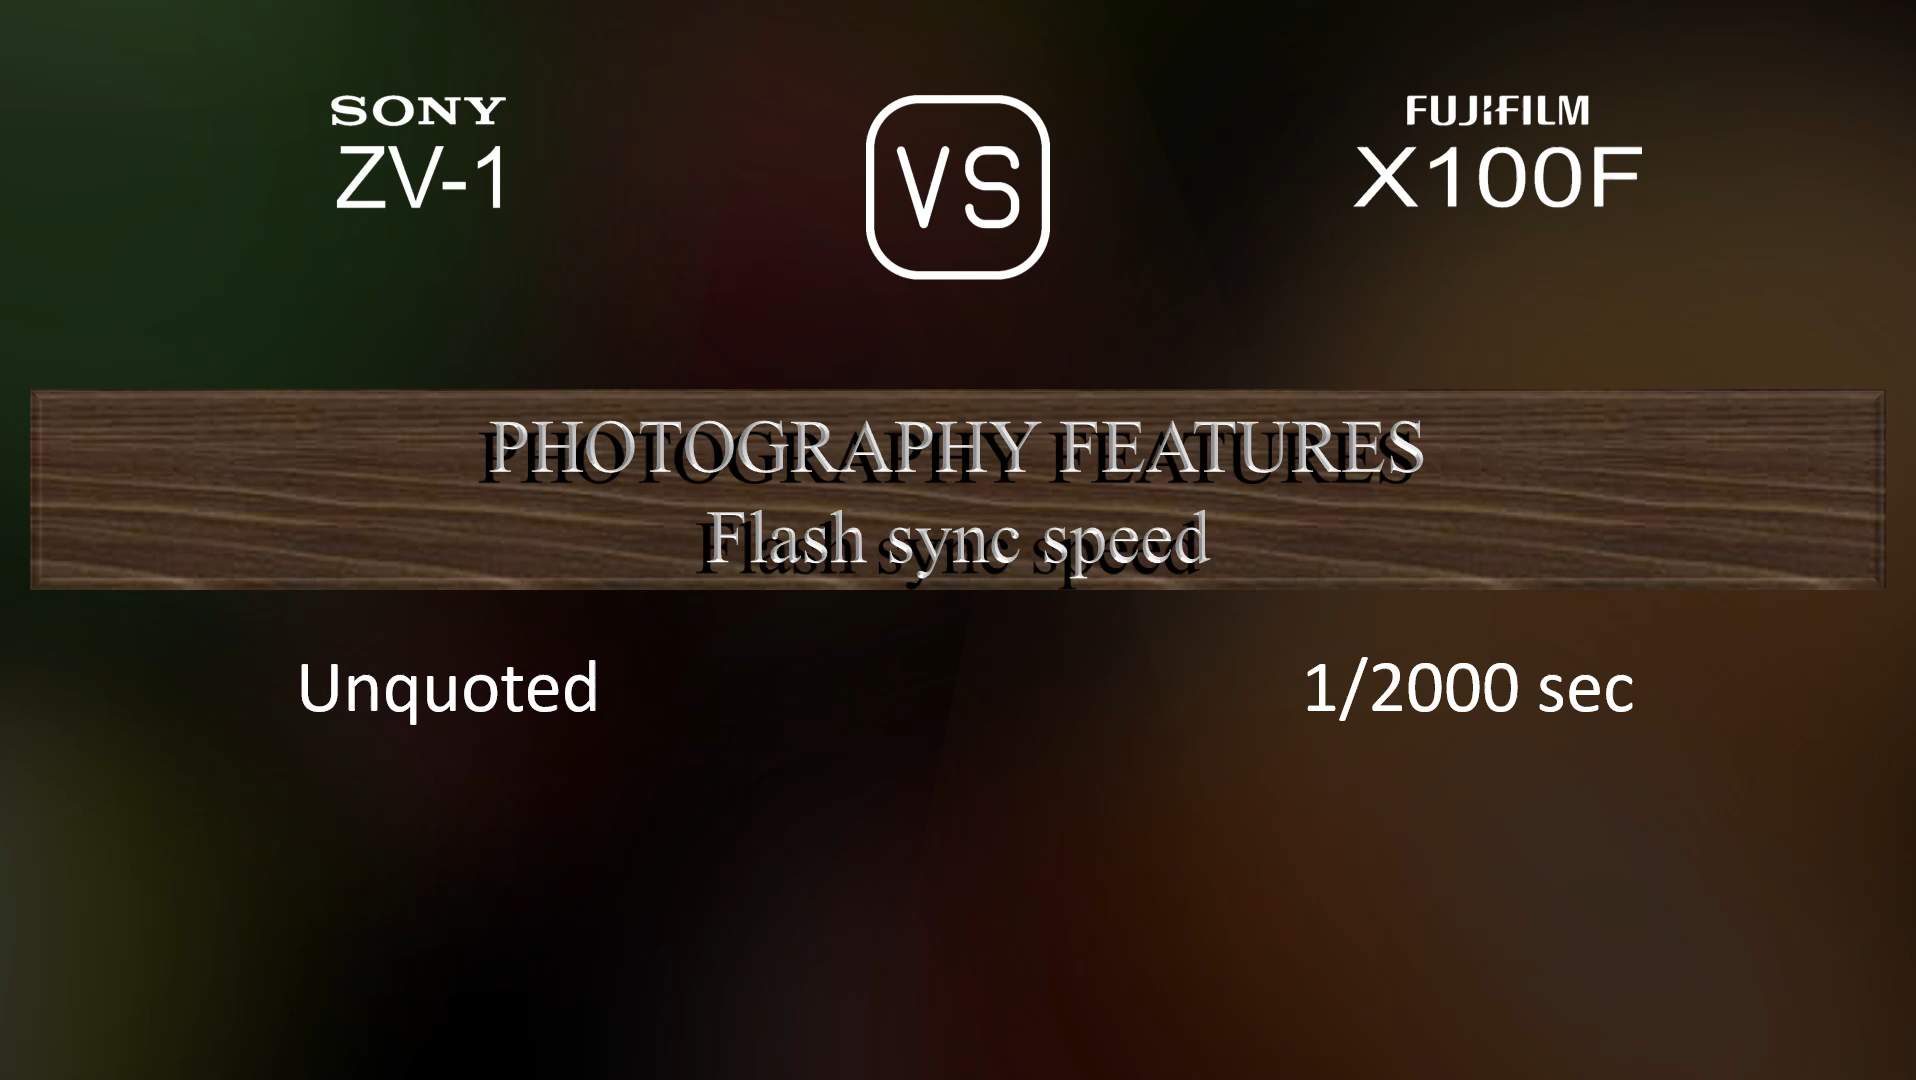 SONY
ZV-1
VS
FUJIFILM
X100F
PHOTOGRAPHY FEATURES
Flash sync speed
Unquoted
1/2000 sec